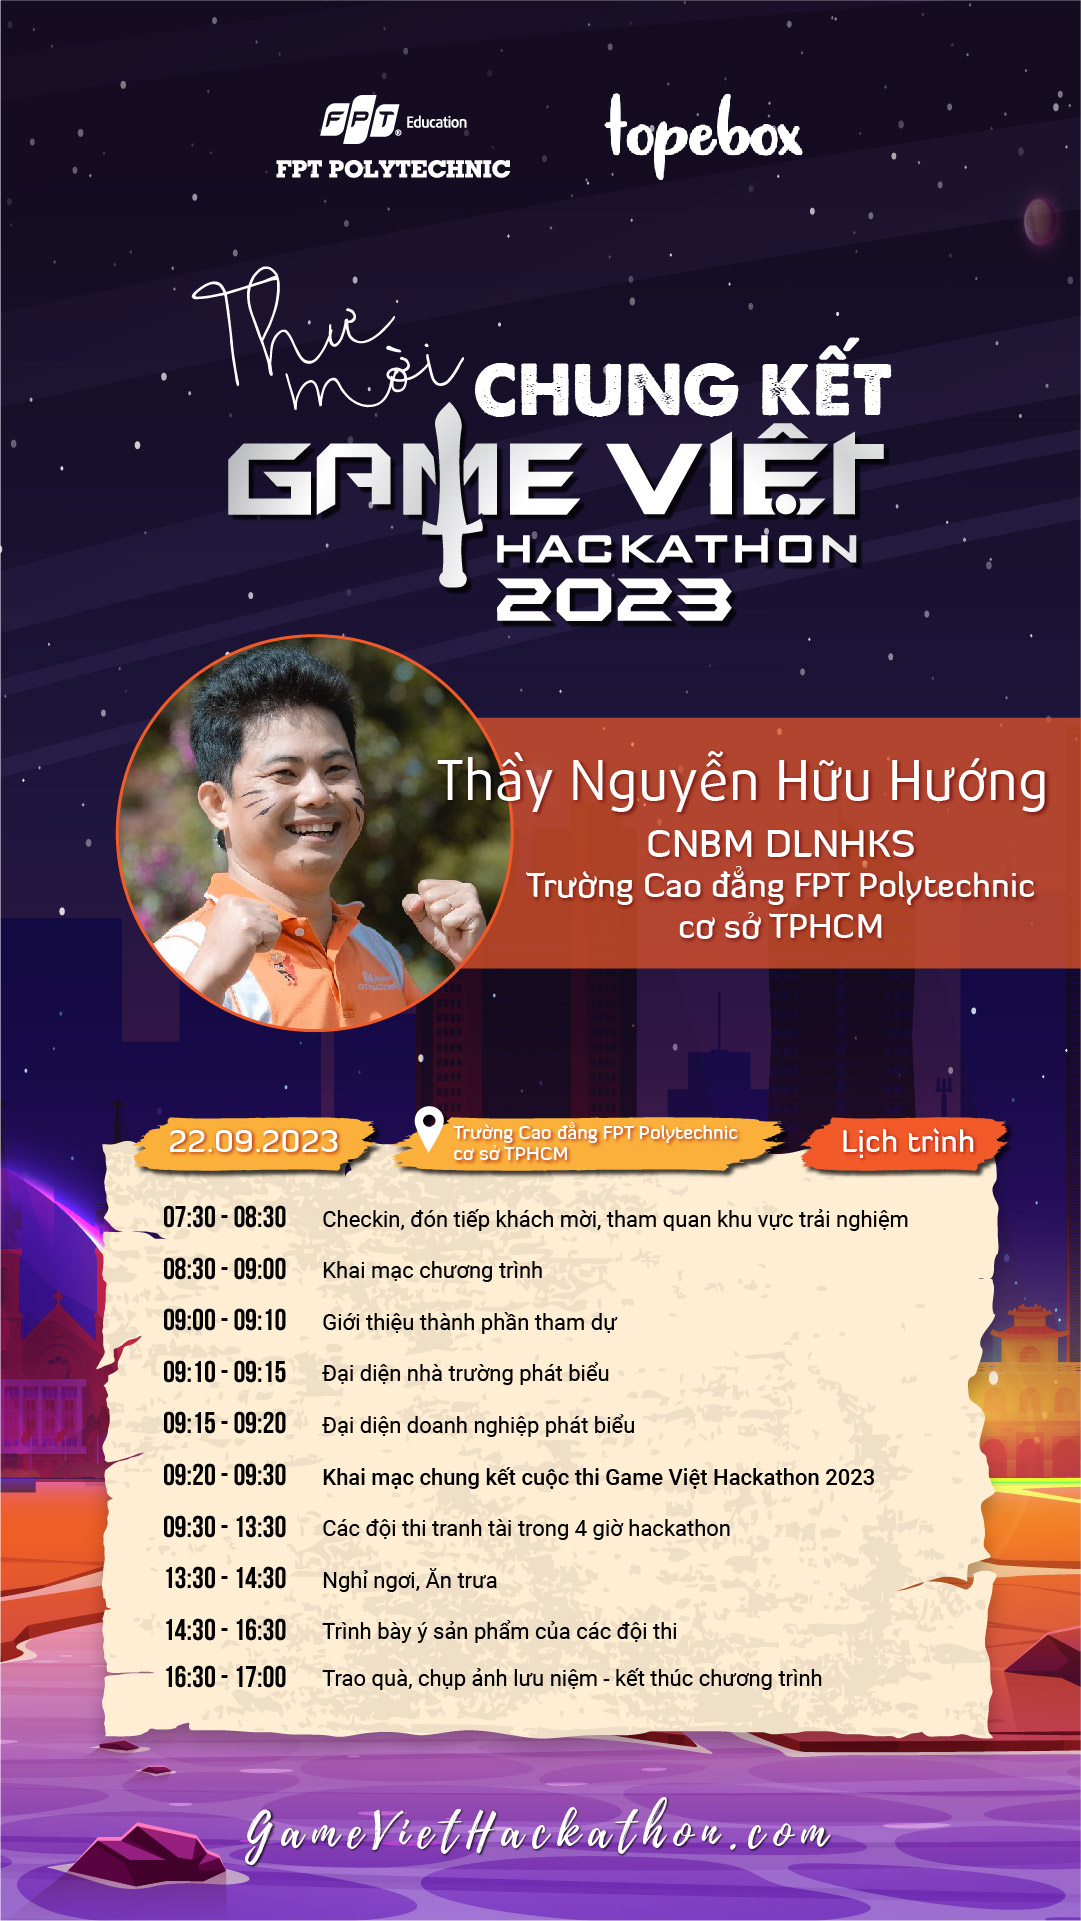 FPT Education
FPT POLYTECHNIC
topebox
Thư mời
CHUNG KẾT
GAME VIỆT
HACKATHON
2023
Thầy Nguyễn Hữu Hướng
CNBM DLNHKS
Trường Cao đẳng FPT Polytechnic
cơ sở TPHCM
22.09.2023
Trường Cao đẳng FPT Polytechnic
cơ sở TPHCM
Lịch trình
07:30 - 08:30 Checkin, đón tiếp khách mời, tham quan khu vực trải nghiệm
08:30 - 09:00 Khai mạc chương trình
09:00 - 09:10 Giới thiệu thành phần tham dự
09:10 - 09:15 Đại diện nhà trường phát biểu
09:15 - 09:20 Đại diện doanh nghiệp phát biểu
09:20 - 09:30 Khai mạc chung kết cuộc thi Game Việt Hackathon 2023
09:30 - 13:30 Các đội thi tranh tài trong 4 giờ hackathon
13:30 - 14:30 Nghỉ ngơi, Ăn trưa
14:30 - 16:30 Trình bày ý sản phẩm của các đội thi
16:30 - 17:00 Trao quà, chụp ảnh lưu niệm - kết thúc chương trình
GameVietHackathon.com